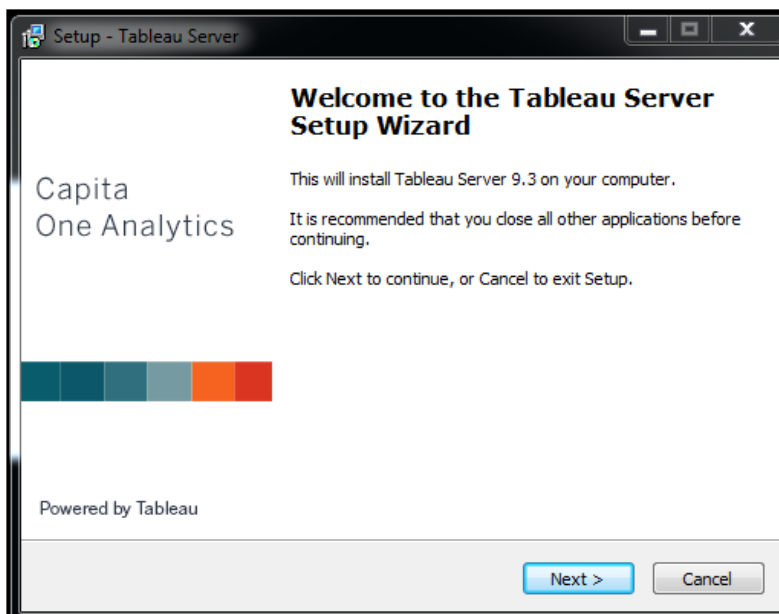 Setup - Tableau Server
Welcome to the Tableau Server
Setup Wizard
This will install Tableau Server 9.3 on your computer.
It is recommended that you close all other applications before
continuing.
Click Next to continue, or Cancel to exit Setup.
Capita
One Analytics
Powered by Tableau
Next >
Cancel